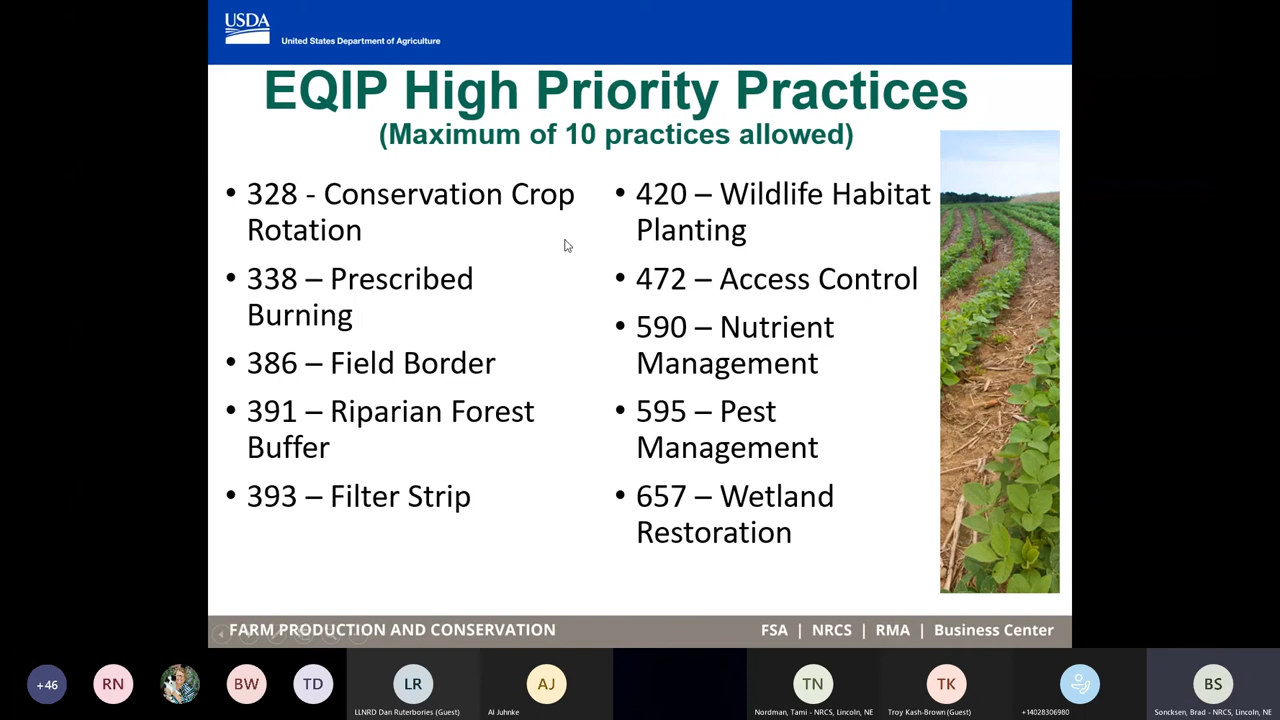 USDA
United States Department of Agriculture
EQIP High Priority Practices
(Maximum of 10 practices allowed)
• 328 - Conservation Crop
Rotation
• 338 – Prescribed
Burning
• 386 – Field Border
• 391 – Riparian Forest
Buffer
• 393 – Filter Strip
• 420 – Wildlife Habitat
Planting
• 472 – Access Control
• 590 – Nutrient
Management
• 595 – Pest
Management
• 657 – Wetland
Restoration
FARM PRODUCTION AND CONSERVATION
FSA | NRCS | RMA | Business Center
+46
RN
BW
TD
LR
LLNRD Dan Ruterbories (Guest)
AJ
Al Juhnke
TN
Nordman, Tami - NRCS, Lincoln, NE
TK
Troy Kash-Brown (Guest)
+14028306980
BS
Soncksen, Brad - NRCS, Lincoln, NE